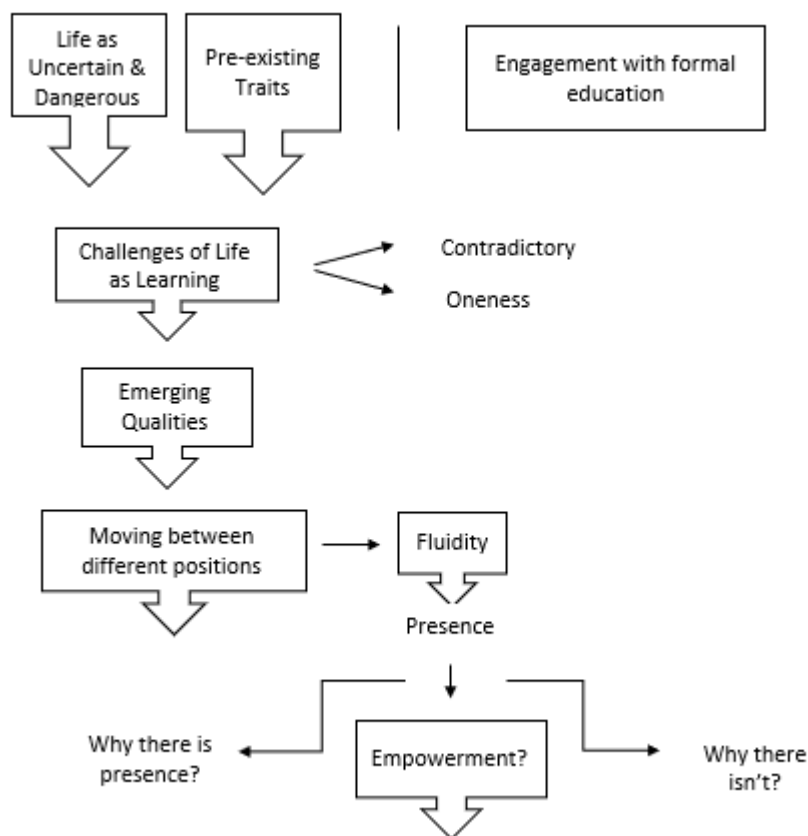 Life as
Uncertain &
Dangerous
Pre-existing
Traits
Engagement with formal
education
Challenges of Life
as Learning
Contradictory
Oneness
Emerging
Qualities
Moving between
different positions
Fluidity
Presence
Why there is
presence?
Empowerment?
Why there
isn't?